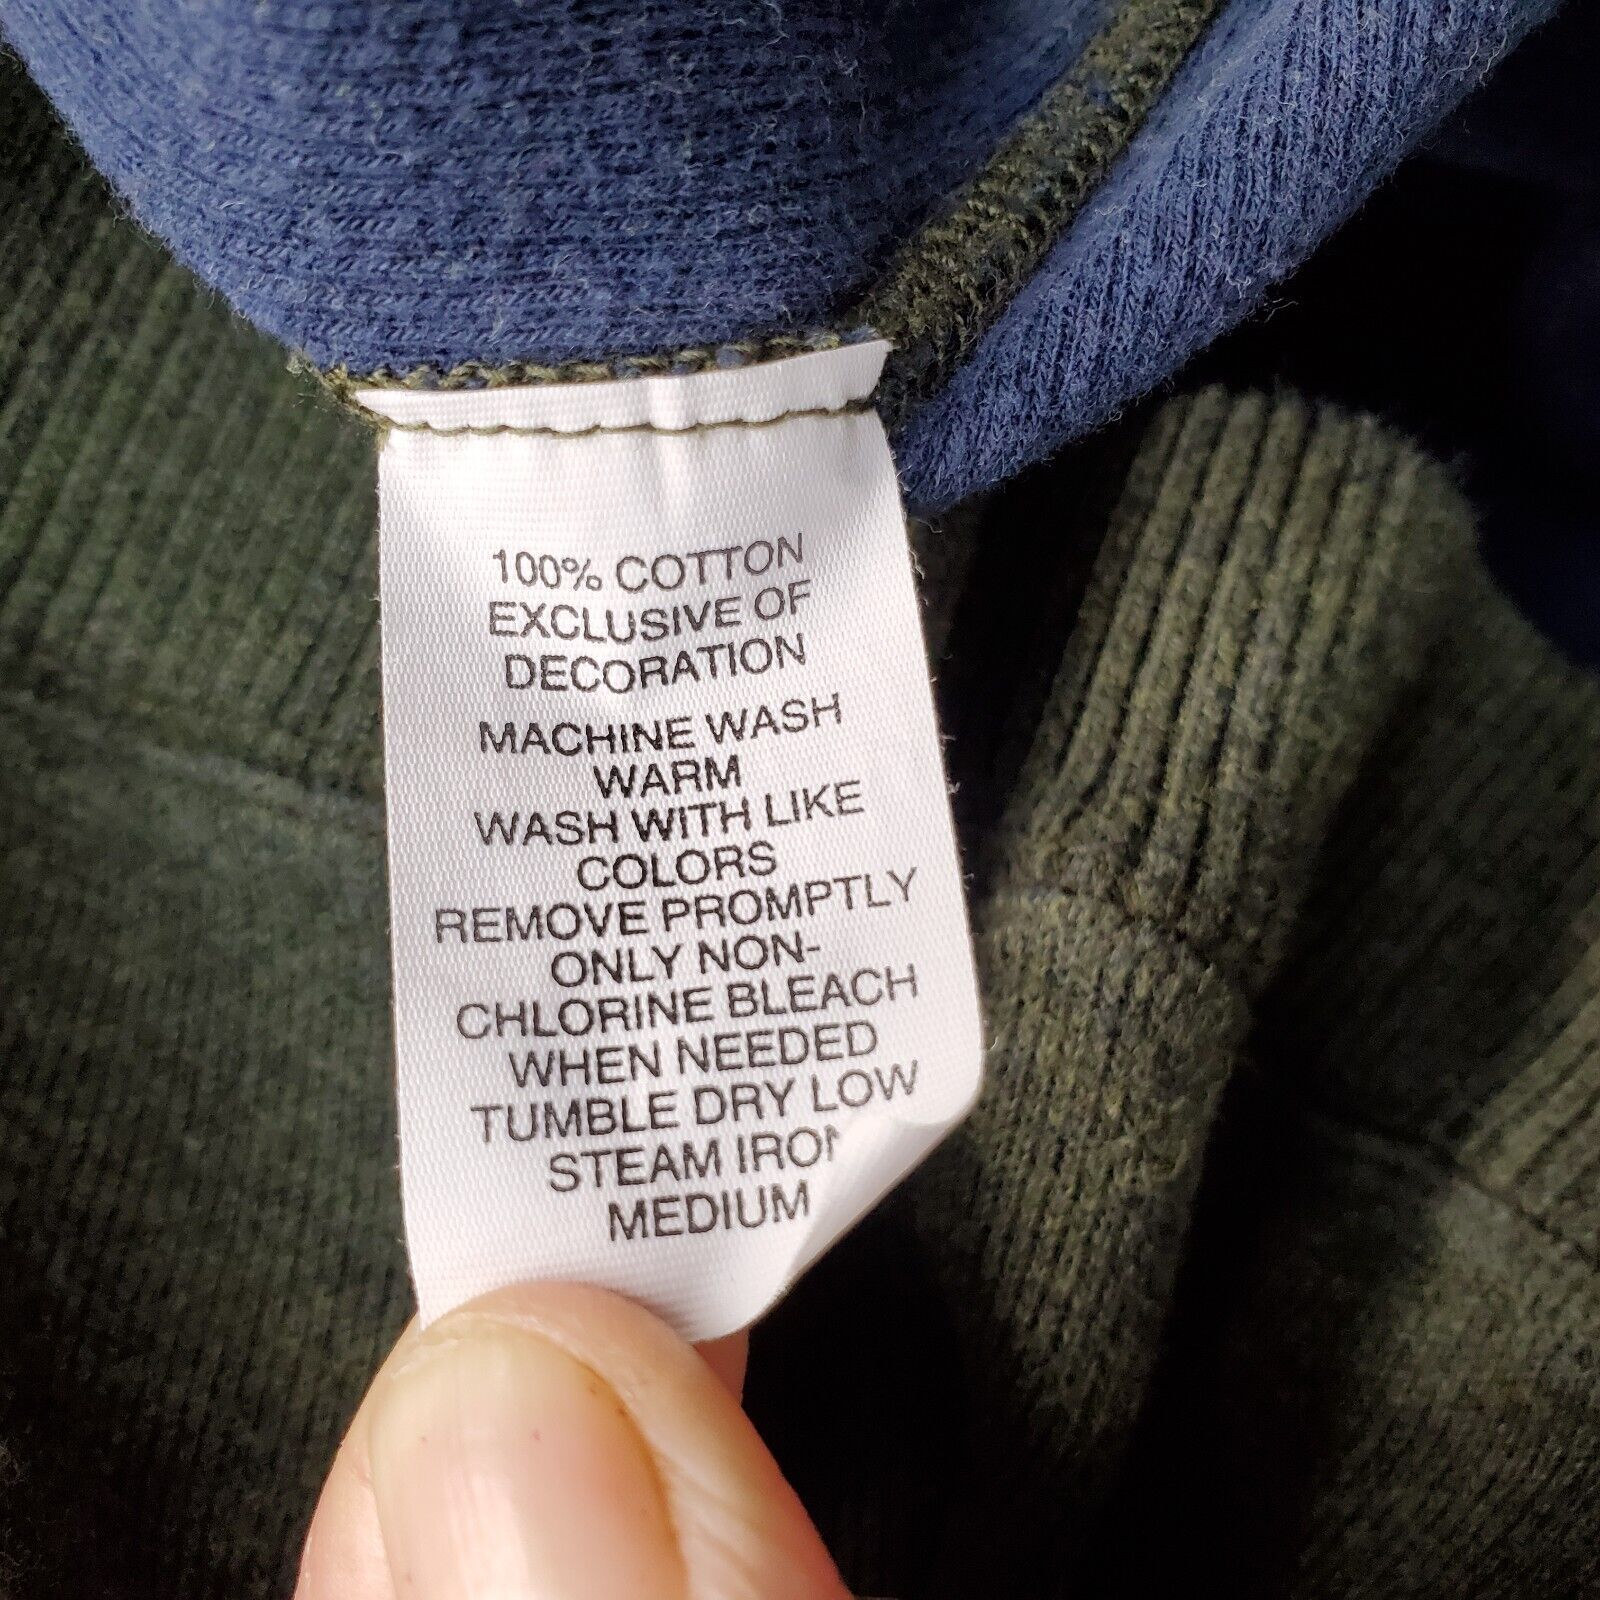 100% COTTON
EXCLUSIVE OF
DECORATION
MACHINE WASH
WARM
WASH WITH LIKE
COLORS
REMOVE PROMPTLY
ONLY NON-
CHLORINE BLEACH
WHEN NEEDED
TUMBLE DRY LOW
STEAM IRON
MEDIUM